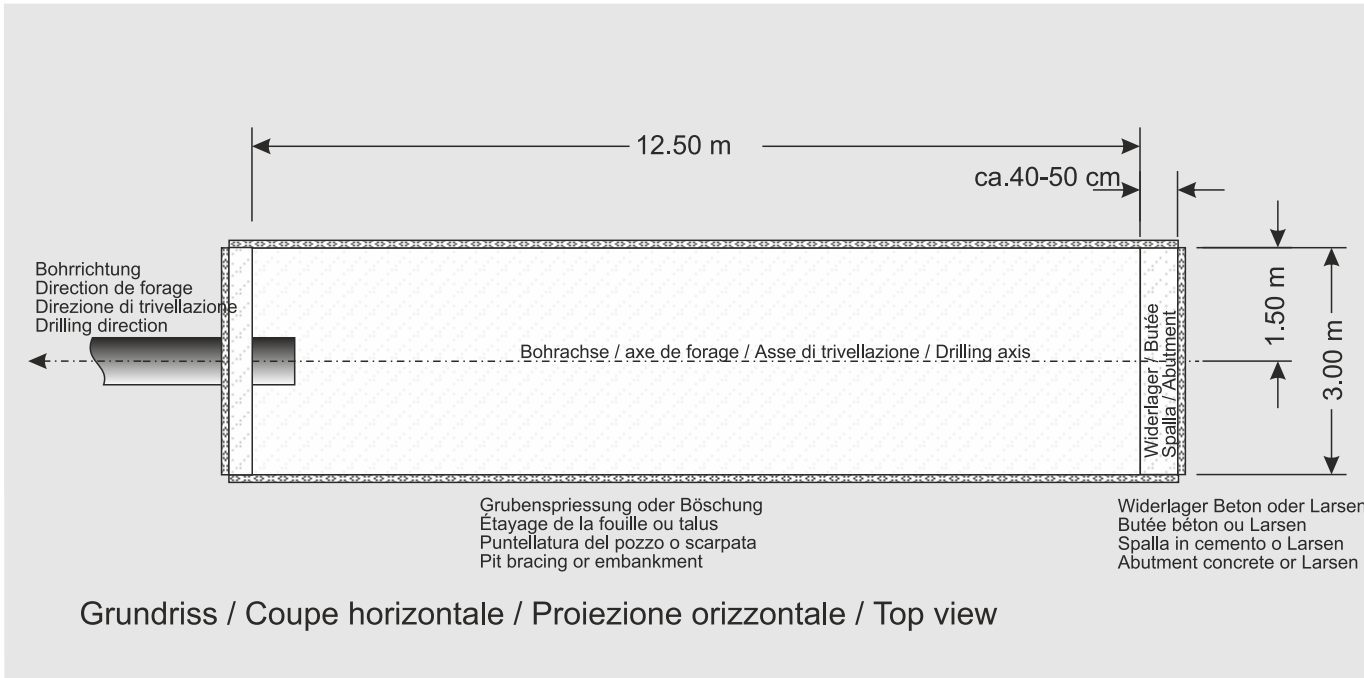 12.50 m
ca.40-50 cm
Bohrrichtung
Direction de forage
Direzione di trivellazione
Drilling direction
Bohrachse / axe de forage / Asse di trivellazione / Drilling axis
Widerlager / Butée
Spalla / Abutment
1.50 m
3.00 m
Grubenspriessung oder Böschung
Étayage de la fouille ou talus
Puntellatura del pozzo o scarpata
Pit bracing or embankment
Widerlager Beton oder Larsen
Butée béton ou Larsen
Spalla in cemento o Larsen
Abutment concrete or Larsen
Grundriss / Coupe horizontale / Proiezione orizzontale / Top view